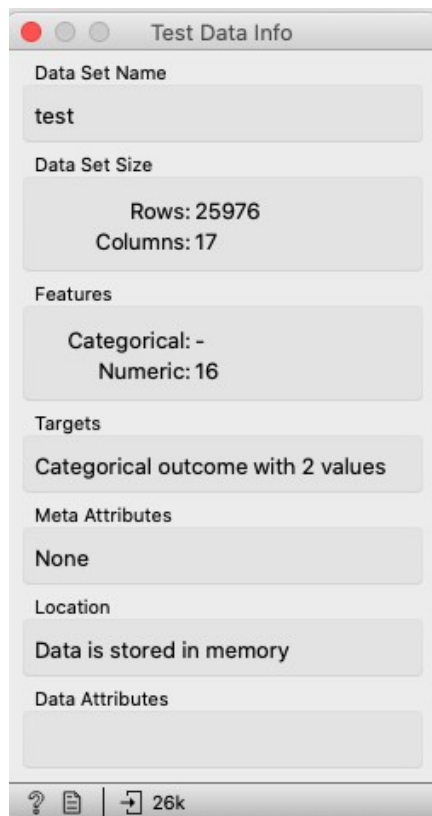 Test Data Info
Data Set Name
test
Data Set Size
Rows: 25976
Columns: 17
Features
Categorical: -
Numeric: 16
Targets
Categorical outcome with 2 values
Meta Attributes
None
Location
Data is stored in memory
Data Attributes
? 26k